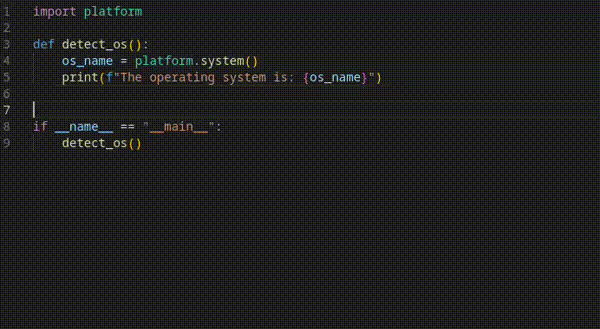 1 import platform
2
3 def detect_os():
4     os_name = platform.system()
5     print(f"The operating system is: {os_name}")
6
7
8 if __name__ == "__main__":
9     detect_os()